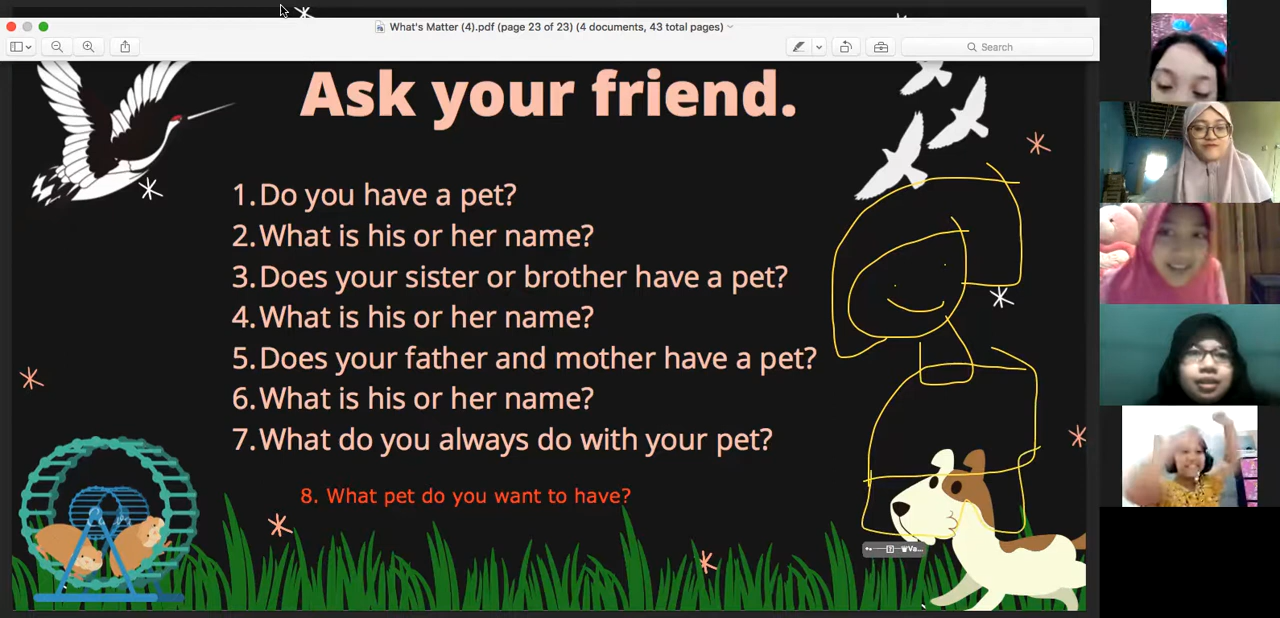 What's Matter (4).pdf (page 23 of 23) (4 documents, 43 total pages)
Search
Ask your friend.
1. Do you have a pet?
2. What is his or her name?
3. Does your sister or brother have a pet?
4. What is his or her name?
5. Does your father and mother have a pet?
6. What is his or her name?
7. What do you always do with your pet?
8. What pet do you want to have?